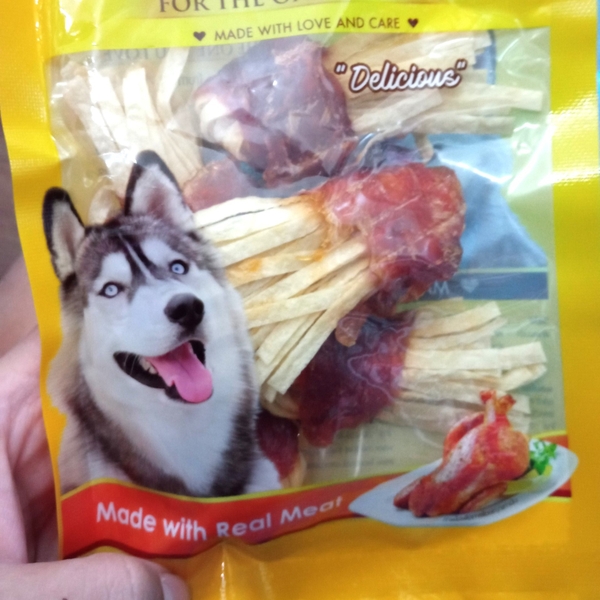 FOR THE
♥ MADE WITH LOVE AND CARE ♥
"Delicious"
Made with Real Meat